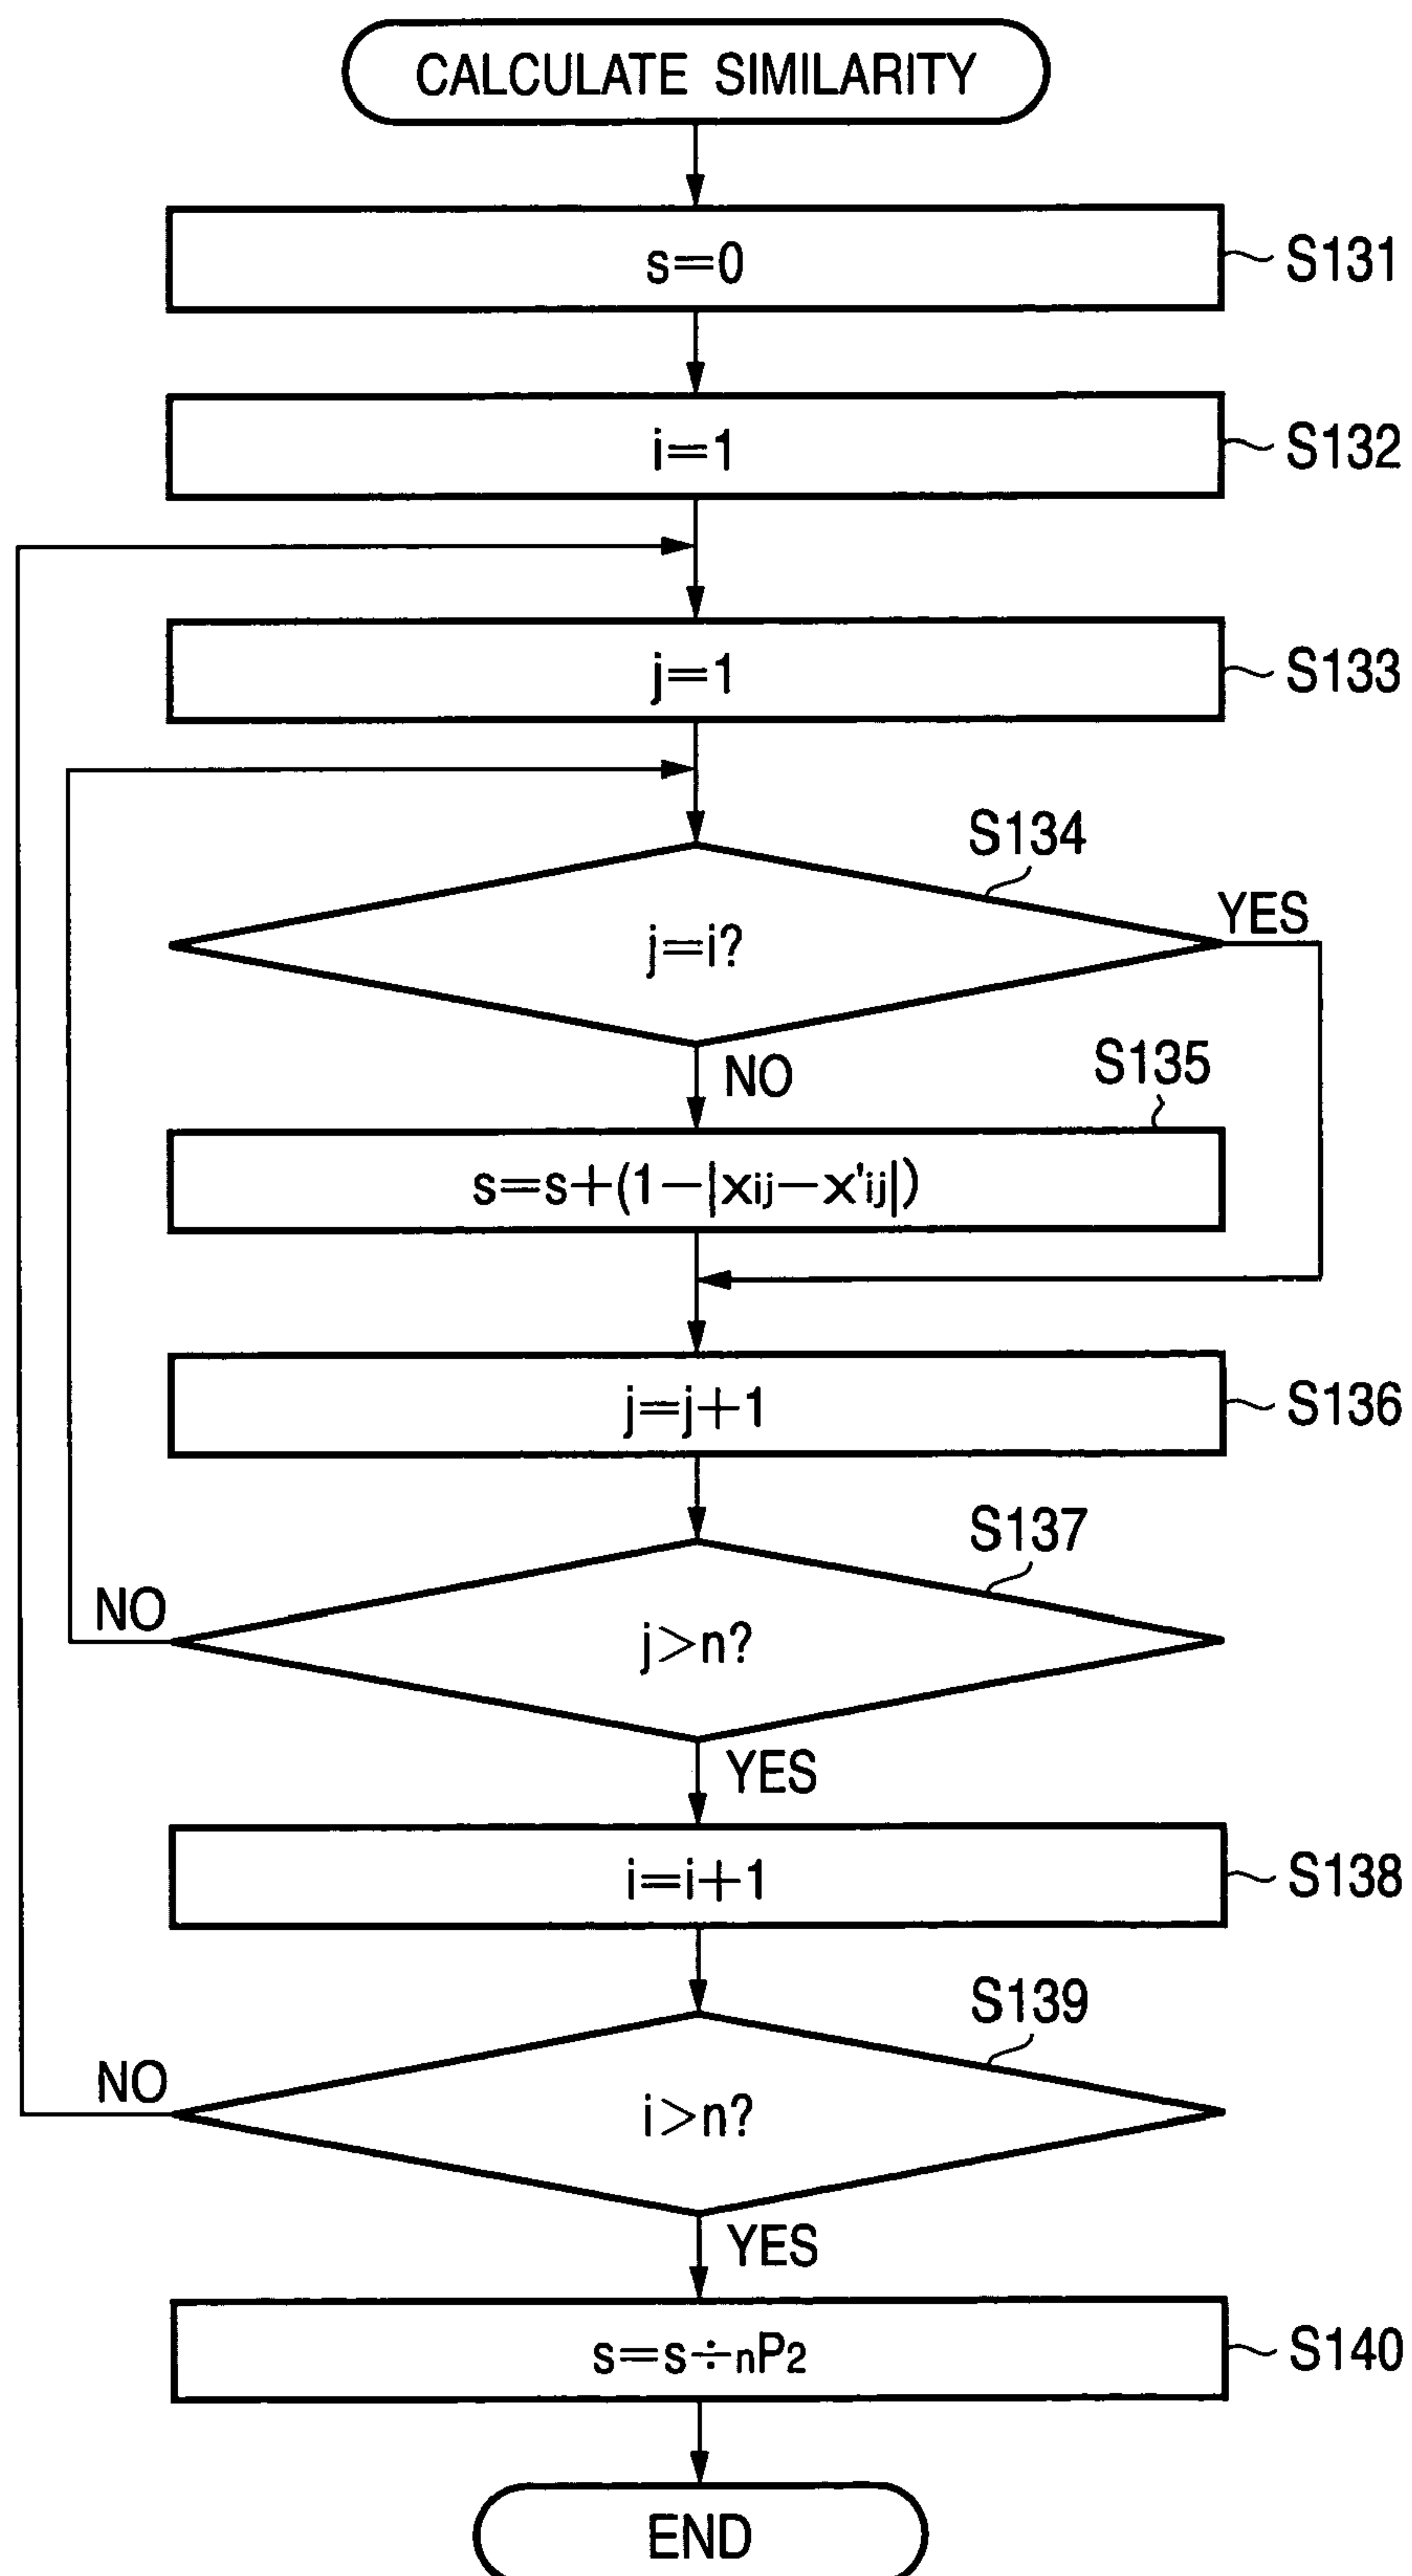 CALCULATE SIMILARITY
s=0
S131
i=1
S132
j=1
S133
S134
YES
j=i?
NO
S135
s=s+(1-|xij-x'ij|)
j=j+1
S136
S137
NO
j>n?
YES
i=i+1
S138
S139
NO
i>n?
YES
s=s÷nP2
S140
END